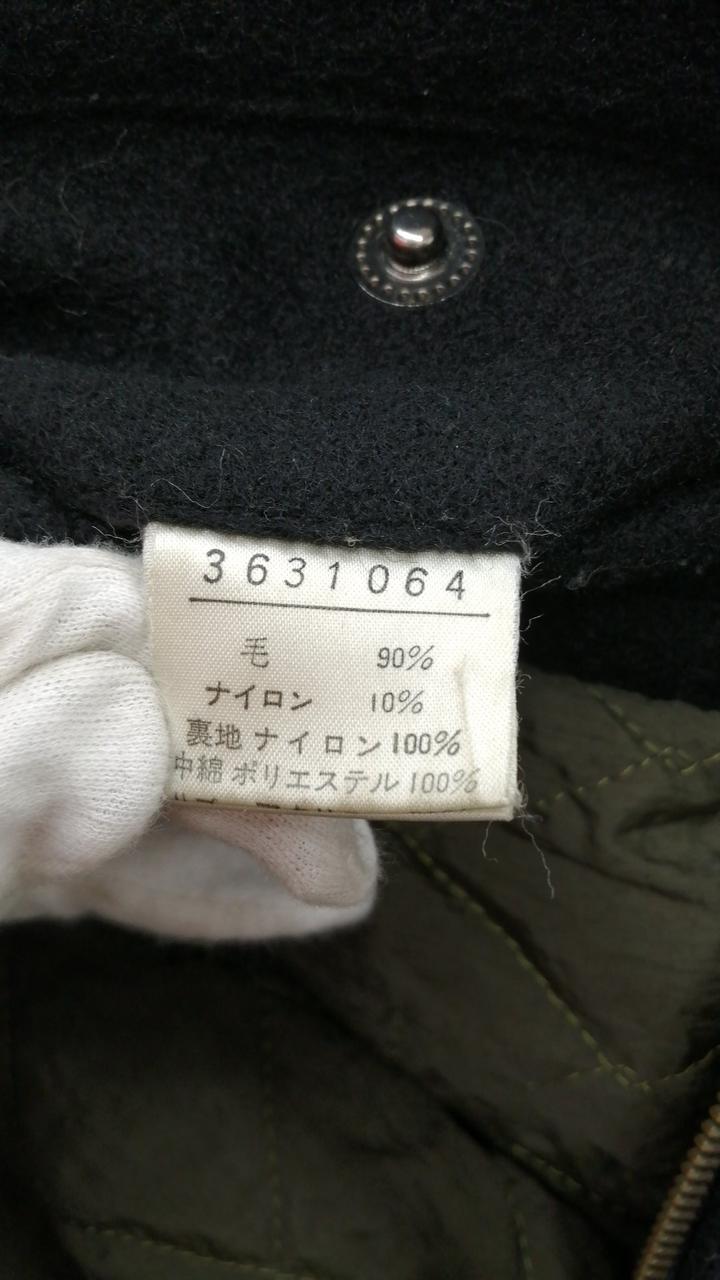 3631064
毛 90%
ナイロン 10%
裏地 ナイロン 100%
中綿 ポリエステル 100%